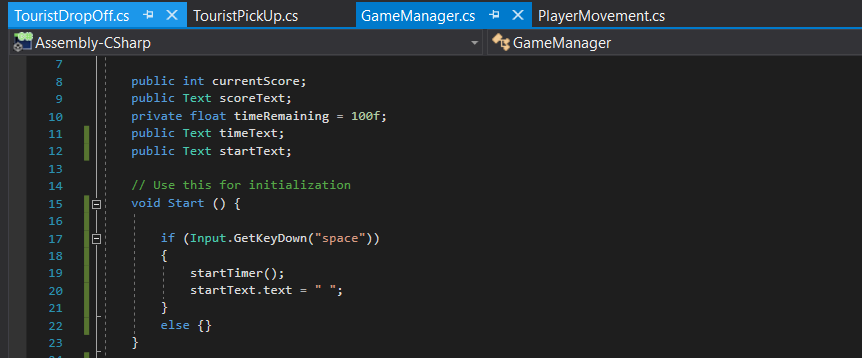 TouristDropOff.cs TouristPickUp.cs GameManager.cs PlayerMovement.cs
Assembly-CSharp GameManager
7
8 public int currentScore;
9 public Text scoreText;
10 private float timeRemaining = 100f;
11 public Text timeText;
12 public Text startText;
13
14 // Use this for initialization
15 void Start () {
16
17 if (Input.GetKeyDown("space"))
18 {
19 startTimer();
20 startText.text = " ";
21 }
22 else {}
23 }